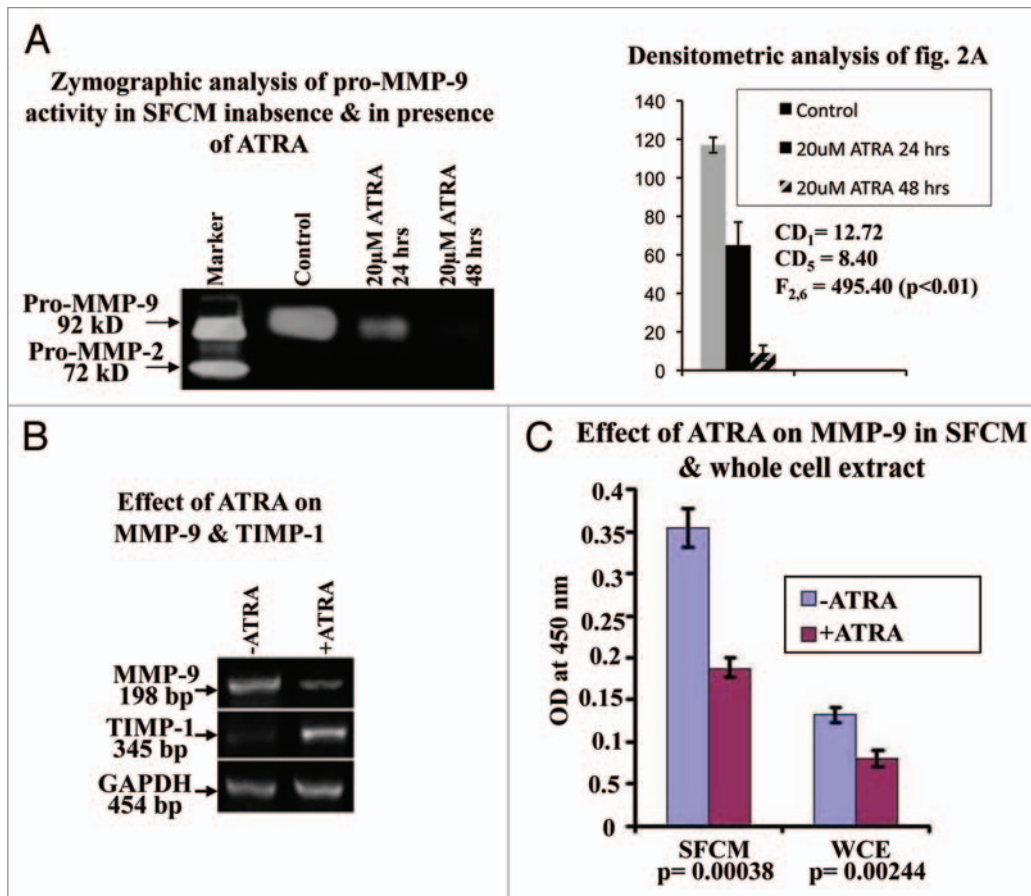 A
Zymographic analysis of pro-MMP-9
activity in SFCM inabsence & in presence
of ATRA
Marker
Control
20µM ATRA
24 hrs
20µM ATRA
48 hrs
Pro-MMP-9
92 kD
Pro-MMP-2
72 kD
Densitometric analysis of fig. 2A
140
120
100
80
60
40
20
0
Control
20uM ATRA 24 hrs
20uM ATRA 48 hrs
CD1= 12.72
CD5 = 8.40
F2,6 = 495.40 (p<0.01)
B
Effect of ATRA on
MMP-9 & TIMP-1
-ATRA
+ATRA
MMP-9
198 bp
TIMP-1
345 bp
GAPDH
454 bp
C
Effect of ATRA on MMP-9 in SFCM
& whole cell extract
OD at 450 nm
0.4
0.35
0.3
0.25
0.2
0.15
0.1
0.5
0
-ATRA
+ATRA
SFCM
p= 0.00038
WCE
p= 0.00244